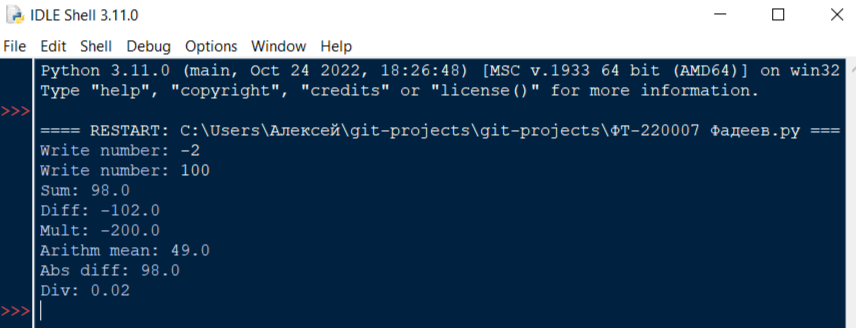 IDLE Shell 3.11.0
File Edit Shell Debug Options Window Help
Python 3.11.0 (main, Oct 24 2022, 18:26:48) [MSC v.1933 64 bit (AMD64)] on win32
Type "help", "copyright", "credits" or "license()" for more information.
>>>
==== RESTART: C:\Users\Алексей\git-projects\git-projects\ФТ-220007 Фадеев.py ===
Write number: -2
Write number: 100
Sum: 98.0
Diff: -102.0
Mult: -200.0
Arithm mean: 49.0
Abs diff: 98.0
Div: 0.02
>>>